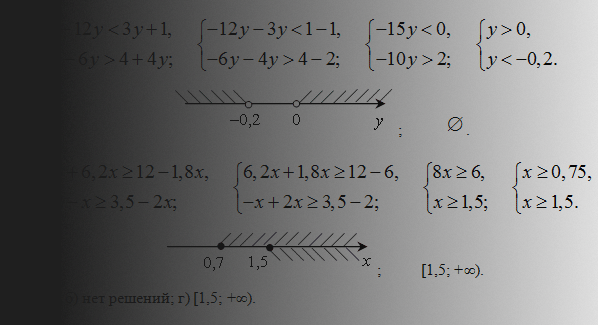 12y < 3y + 1, { −12y − 3y < 1 − 1, { −15y < 0, { y > 0,
6y > 4 + 4y; { −6y − 4y > 4 − 2; { −10y > 2; { y < −0,2.
−0,2 0 y ; ∅.
+ 6,2x ≥ 12 − 1,8x, { 6,2x + 1,8x ≥ 12 − 6, { 8x ≥ 6, { x ≥ 0,75,
x ≥ 3,5 − 2x; { −x + 2x ≥ 3,5 − 2; { x ≥ 1,5; { x ≥ 1.5.
0,7 1,5 x ; [1,5; +∞).
нет решений; г) [1,5; +∞).